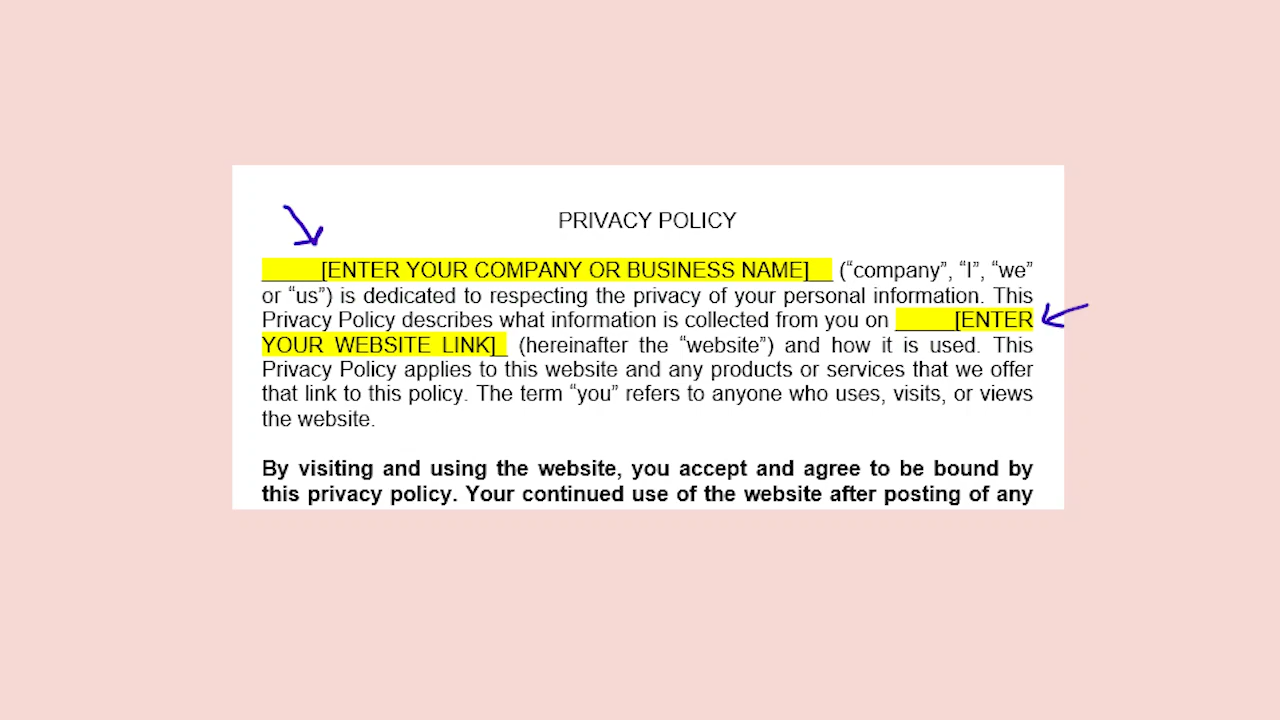 PRIVACY POLICY
_____[ENTER YOUR COMPANY OR BUSINESS NAME]__ (“company”, “I”, “we”
or “us”) is dedicated to respecting the privacy of your personal information. This
Privacy Policy describes what information is collected from you on _____[ENTER
YOUR WEBSITE LINK]_ (hereinafter the “website”) and how it is used. This
Privacy Policy applies to this website and any products or services that we offer
that link to this policy. The term “you” refers to anyone who uses, visits, or views
the website.
By visiting and using the website, you accept and agree to be bound by
this privacy policy. Your continued use of the website after posting of any